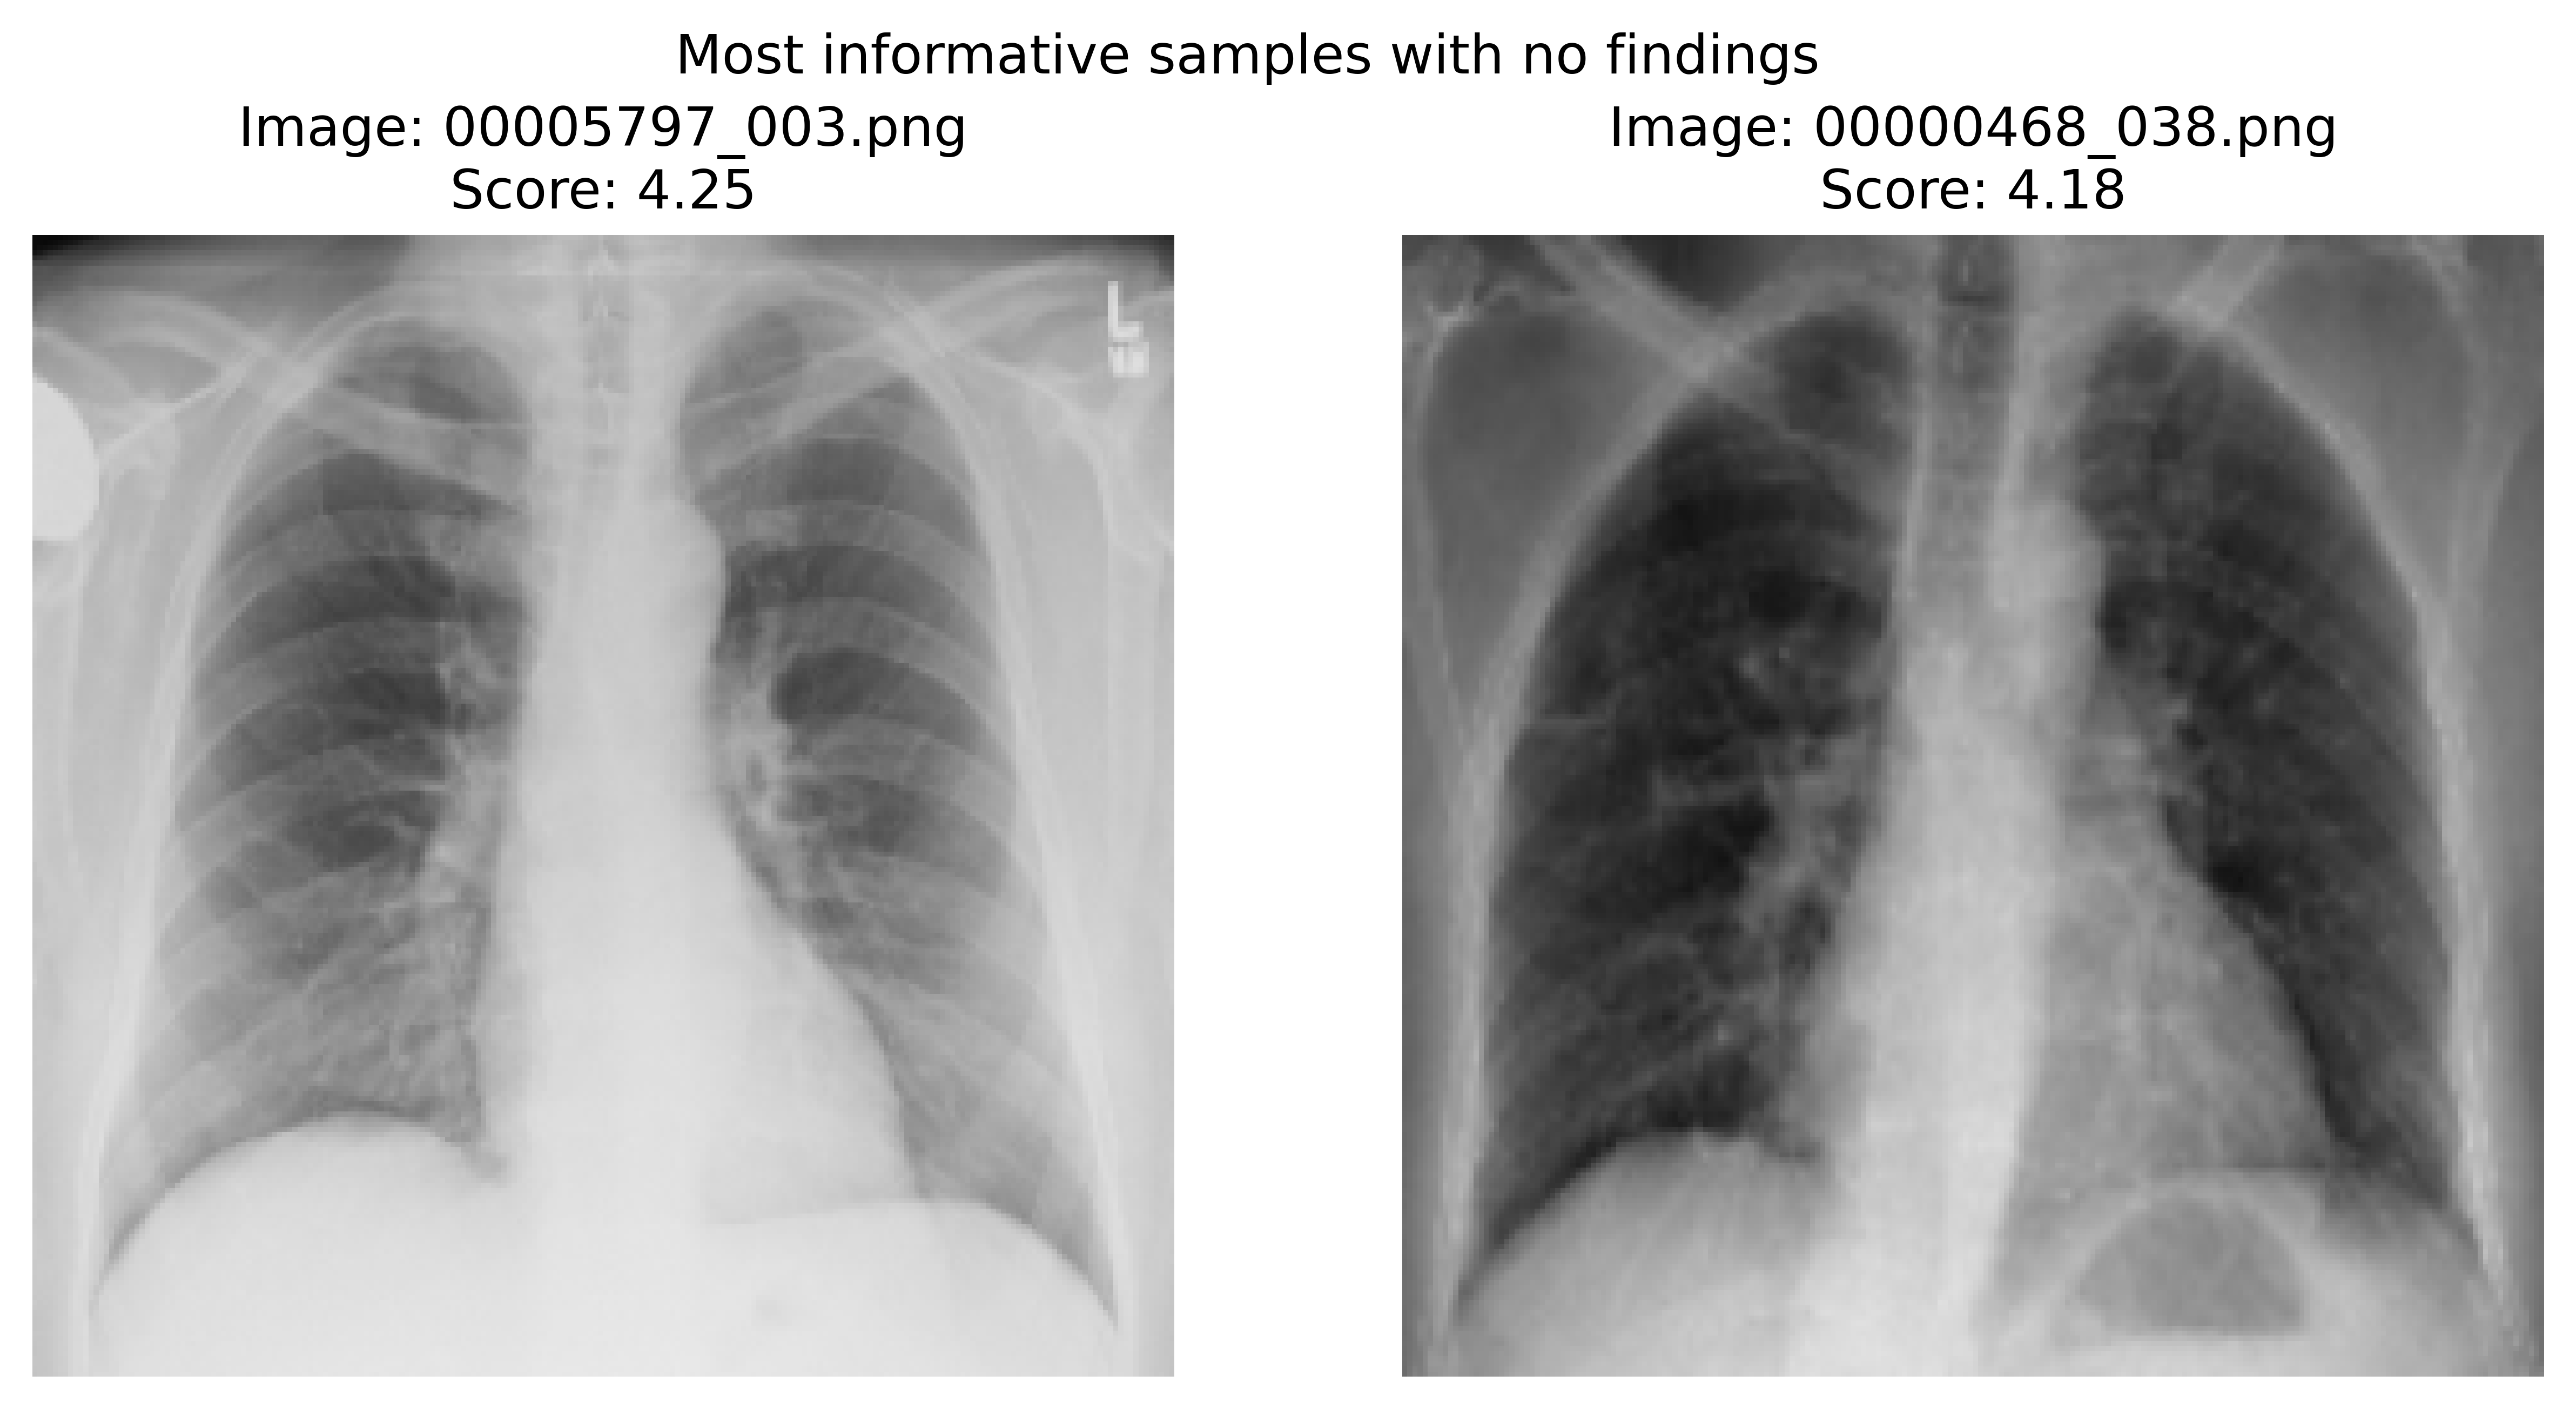 Most informative samples with no findings
Image: 00005797_003.png
Score: 4.25
Image: 00000468_038.png
Score: 4.18
L